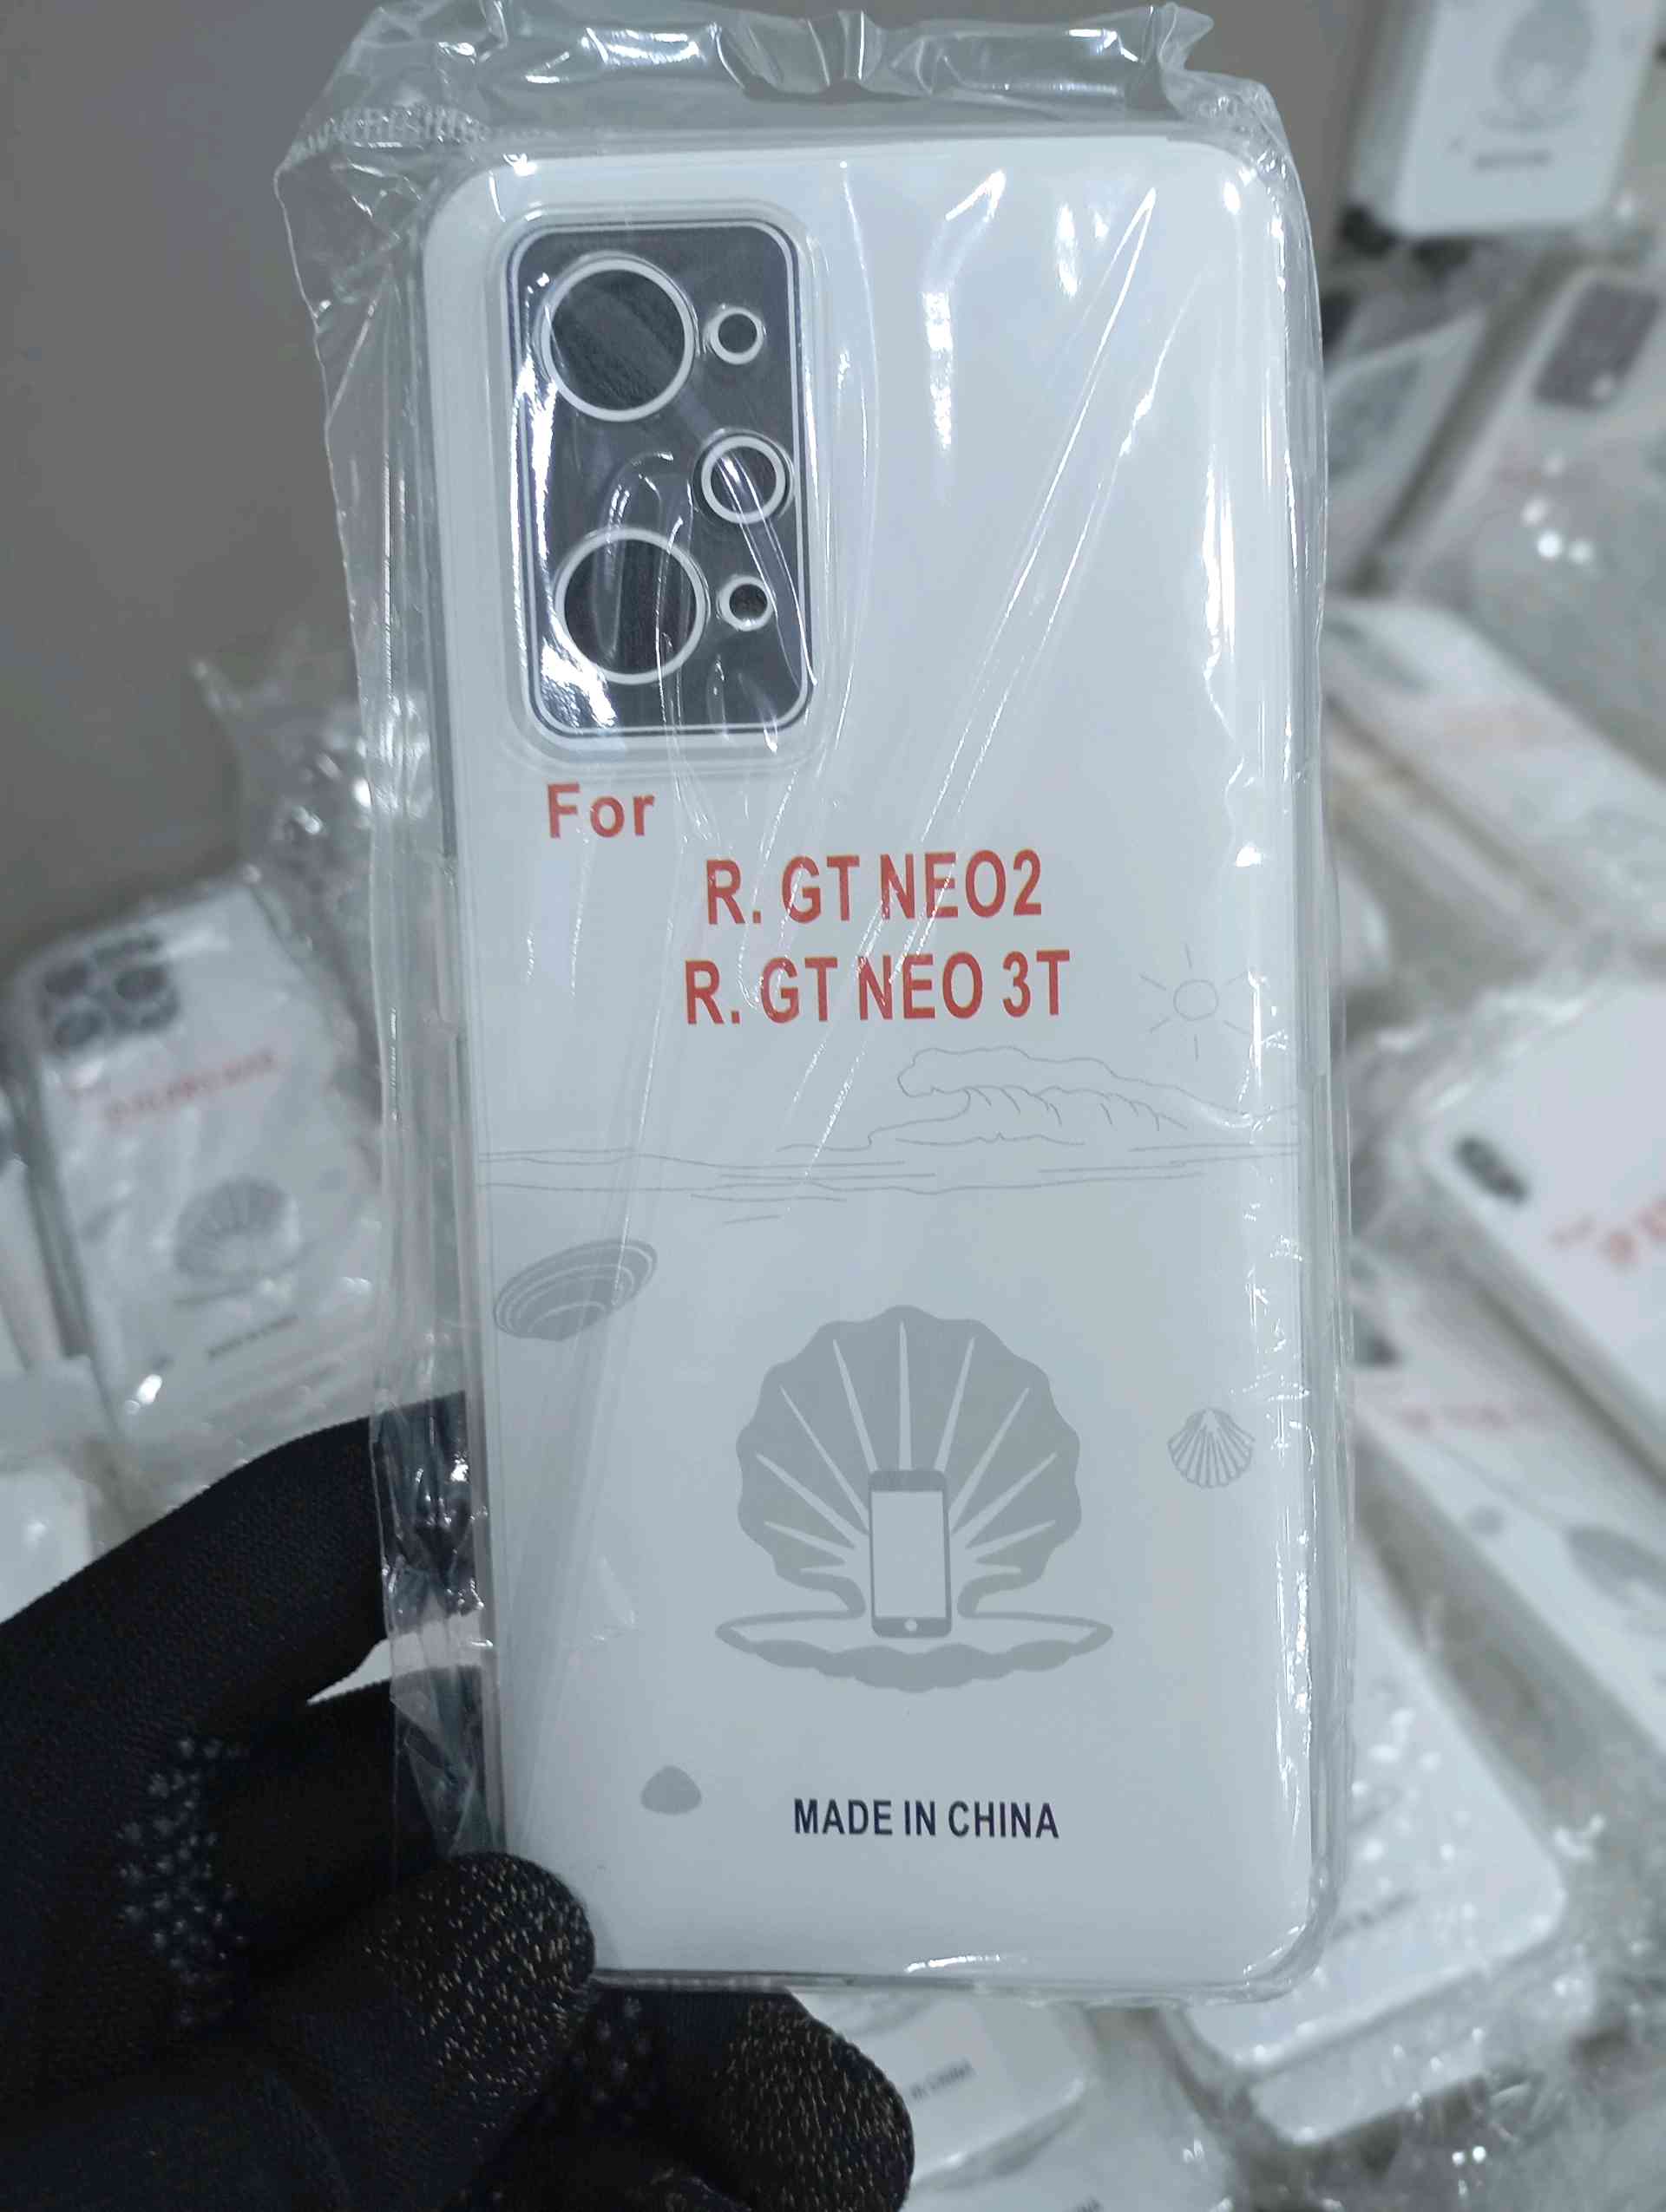 For
R. GT NEO2
R. GT NEO 3T
MADE IN CHINA